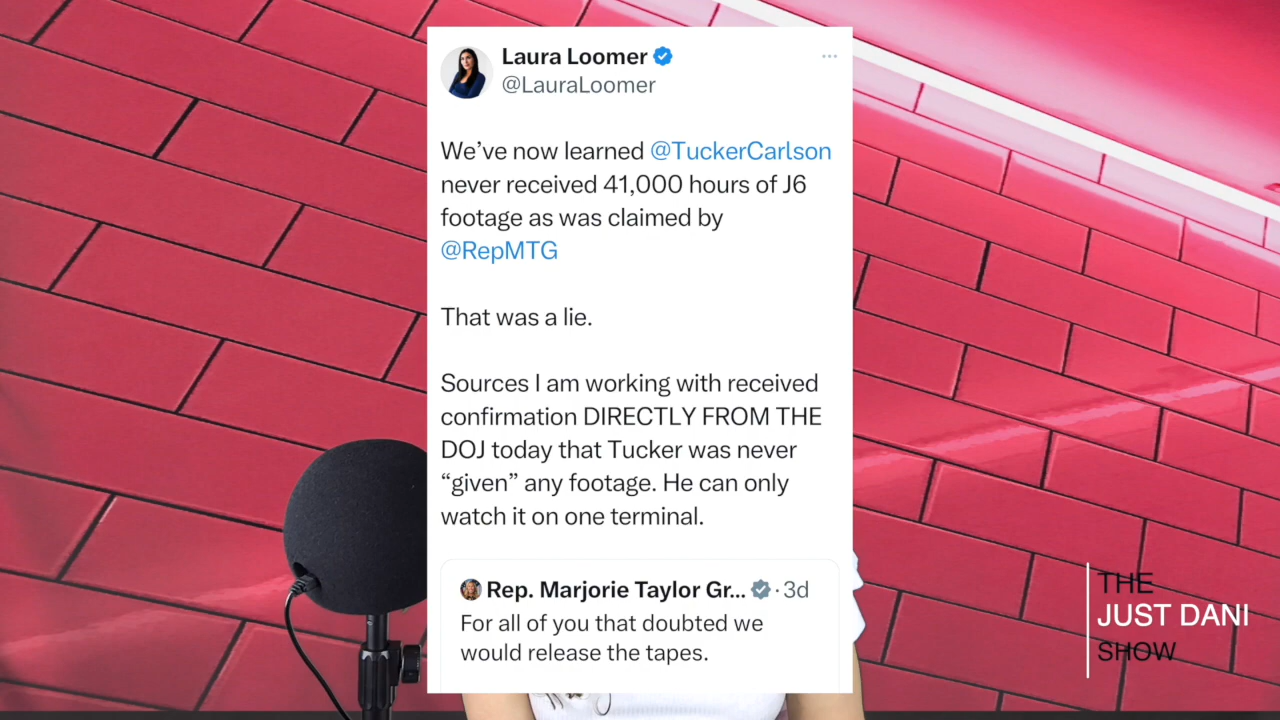 Laura Loomer
@LauraLoomer
We’ve now learned @TuckerCarlson
never received 41,000 hours of J6
footage as was claimed by
@RepMTG
That was a lie.
Sources I am working with received
confirmation DIRECTLY FROM THE
DOJ today that Tucker was never
“given” any footage. He can only
watch it on one terminal.
Rep. Marjorie Taylor Gr... · 3d
For all of you that doubted we
would release the tapes.
THE
JUST DANI
SHOW